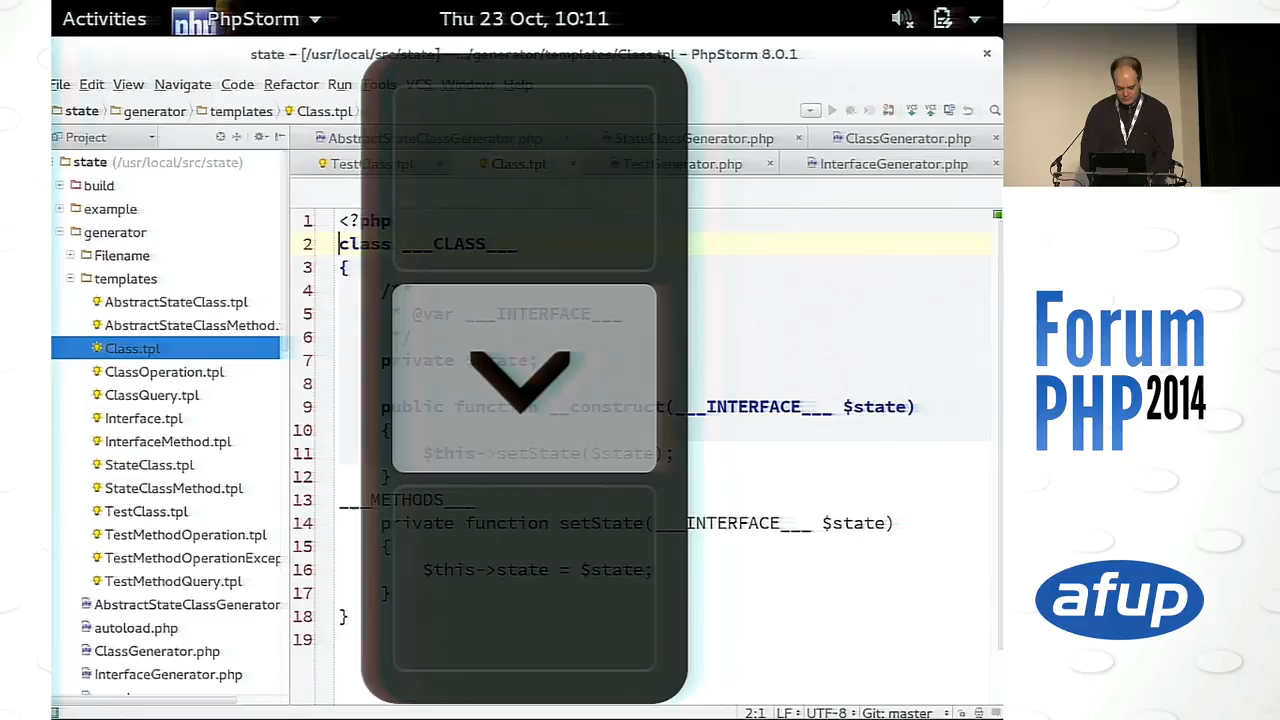 Activities
PhpStorm
Thu 23 Oct, 10:11
state – [/usr/local/src/state] .../generator/templates/Class.tpl – PhpStorm 8.0.1
File Edit View Navigate Code Refactor Run Tools VCS Window Help
state generator templates Class.tpl
Project
AbstractStateClassGenerator.php
StateClassGenerator.php
ClassGenerator.php
TestClass.tpl
Class.tpl
TestGenerator.php
InterfaceGenerator.php
state (/usr/local/src/state)
build
example
generator
Filename
templates
AbstractStateClass.tpl
AbstractStateClassMethod.
Class.tpl
ClassOperation.tpl
ClassQuery.tpl
Interface.tpl
InterfaceMethod.tpl
StateClass.tpl
StateClassMethod.tpl
TestClass.tpl
TestMethodOperation.tpl
TestMethodOperationExcep
TestMethodQuery.tpl
AbstractStateClassGenerator
autoload.php
ClassGenerator.php
InterfaceGenerator.php
1 <?php
2 class ___CLASS___
3 {
4 /**
5 * @var ___INTERFACE___
6 */
7 private $state;
8
9 public function __construct(___INTERFACE___ $state)
10 {
11 $this->setState($state);
12 }
13 ___METHODS___
14 private function setState(___INTERFACE___ $state)
15 {
16 $this->state = $state;
17 }
18 }
19
2:1 LF UTF-8 Git: master
Forum
PHP 2014
afup